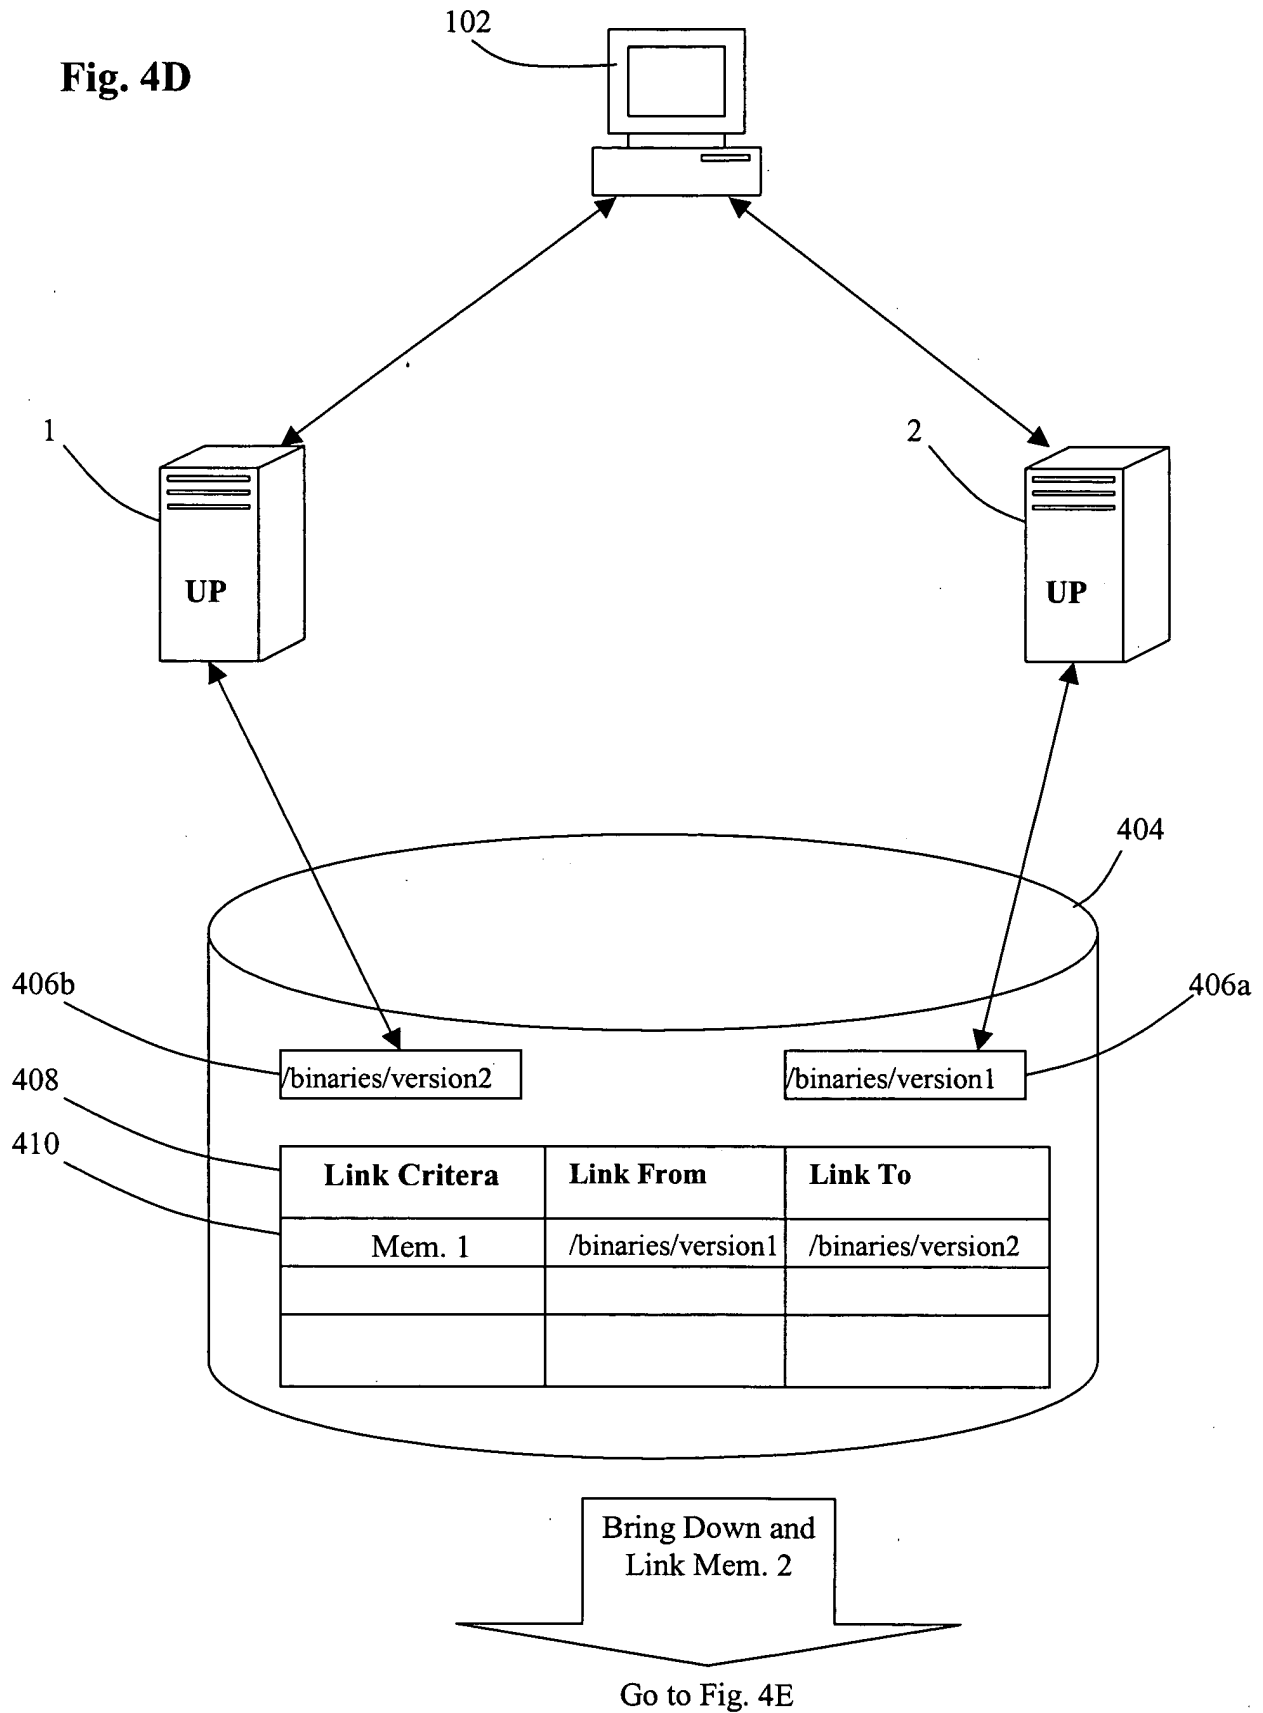 102
Fig. 4D
1
2
UP
UP
404
406b
406a
/binaries/version2
/binaries/version1
408
410
Link Critera
Link From
Link To
Mem. 1
/binaries/version1
/binaries/version2
Bring Down and
Link Mem. 2
Go to Fig. 4E